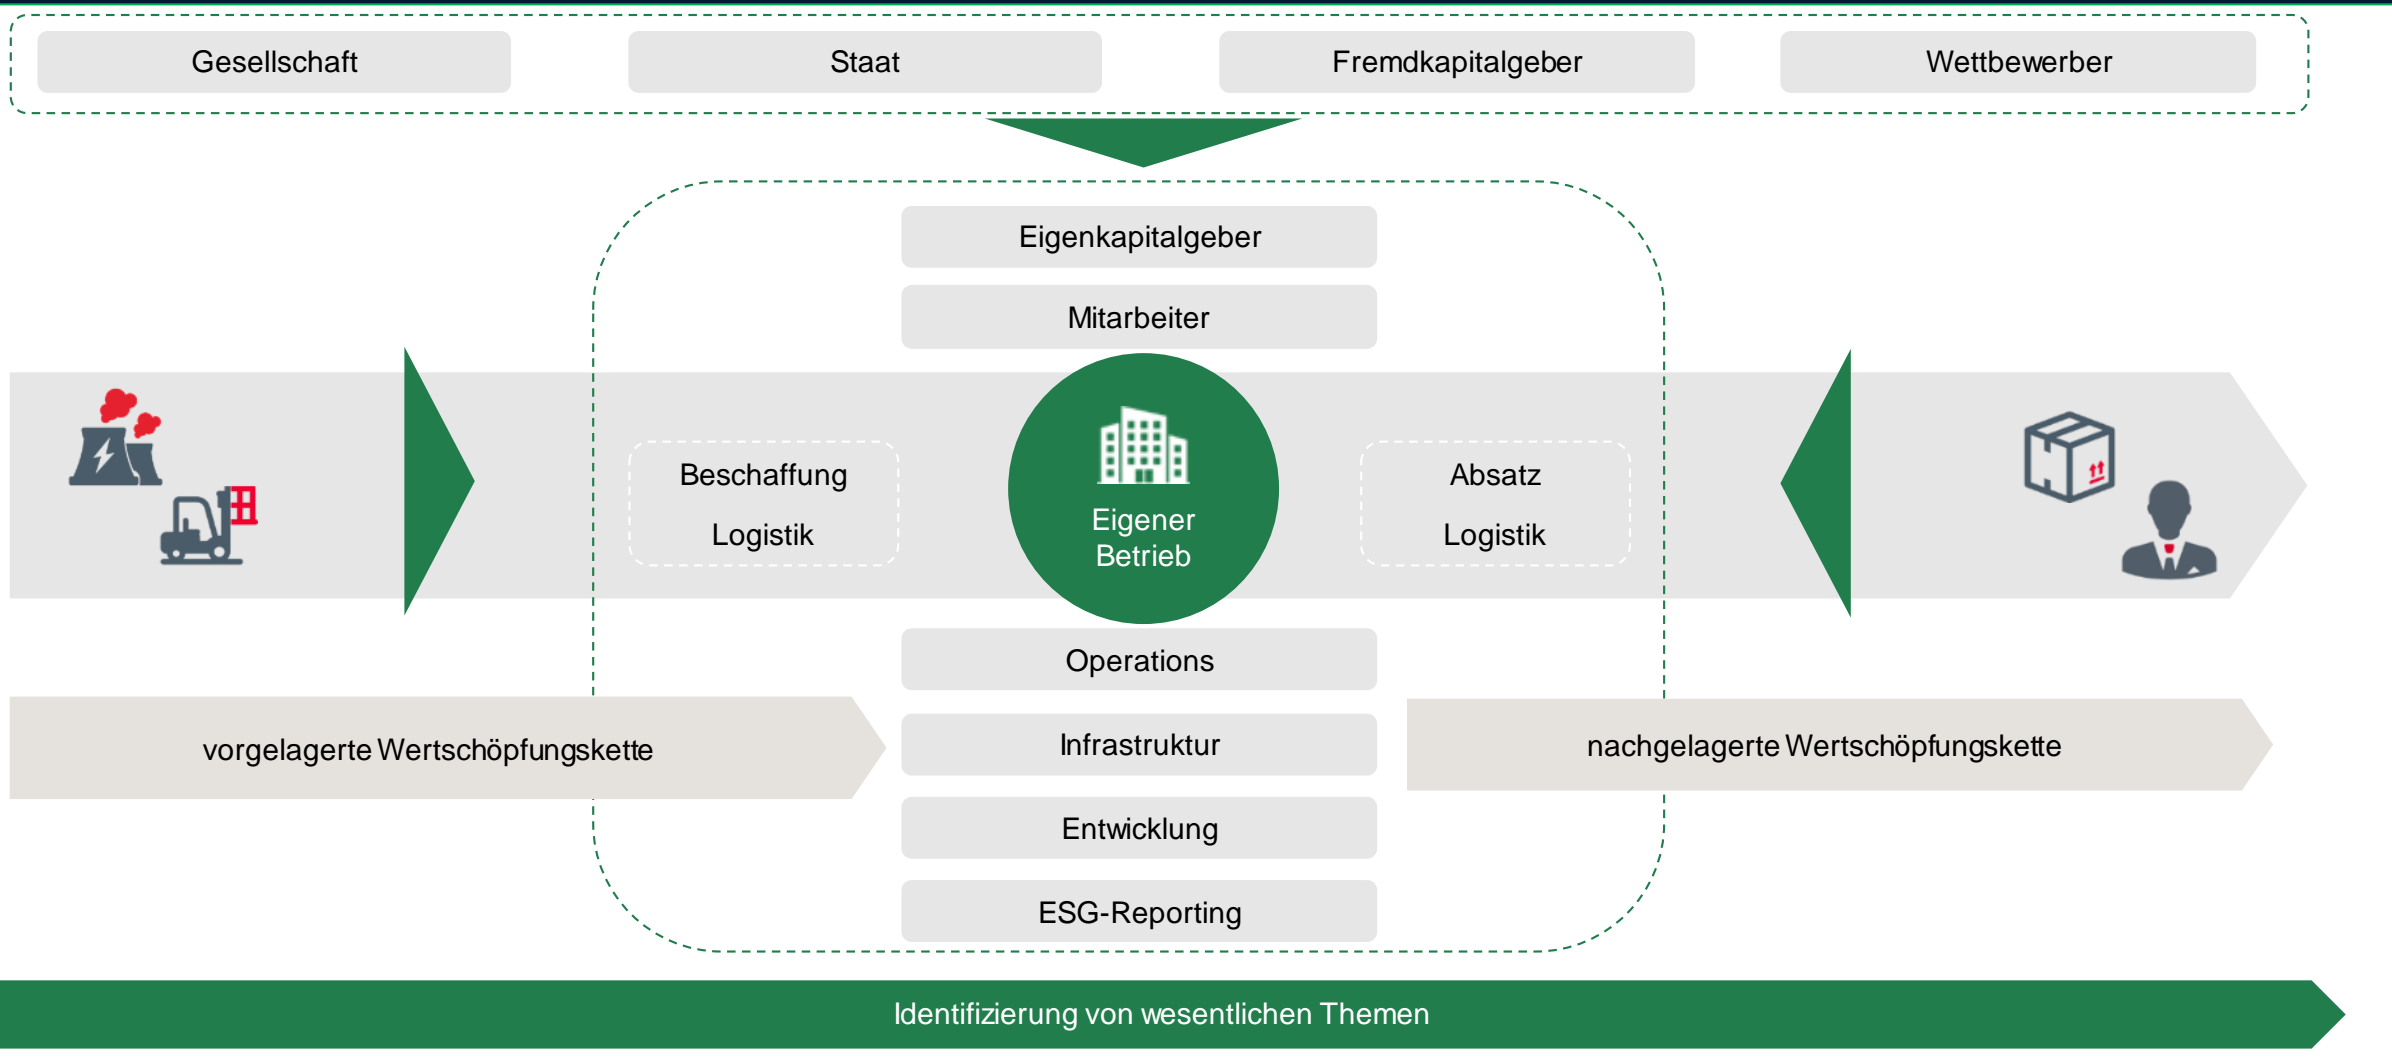 Gesellschaft
Staat
Fremdkapitalgeber
Wettbewerber
Eigenkapitalgeber
Mitarbeiter
Beschaffung
Logistik
Eigener
Betrieb
Absatz
Logistik
Operations
Infrastruktur
Entwicklung
ESG-Reporting
vorgelagerte Wertschöpfungskette
nachgelagerte Wertschöpfungskette
Identifizierung von wesentlichen Themen